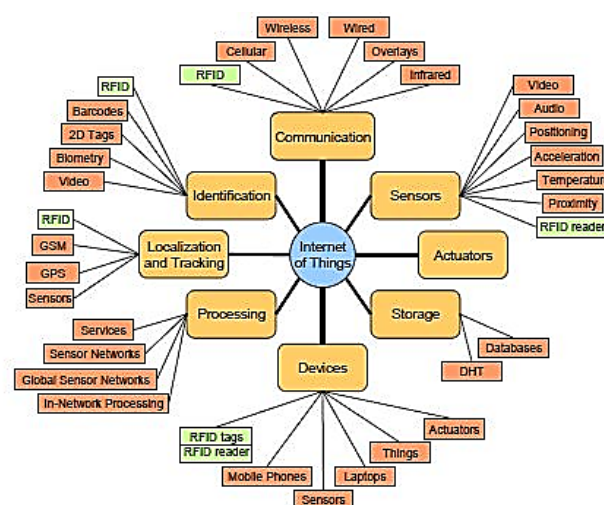 Wireless
Wired
Cellular
Overlays
RFID
Infrared
Communication
RFID
Barcodes
2D Tags
Biometry
Video
Identification
Video
Audio
Positioning
Acceleration
Temperature
Proximity
RFID reader
Sensors
RFID
GSM
GPS
Sensors
Localization
and Tracking
Internet
of Things
Actuators
Services
Sensor Networks
Global Sensor Networks
In-Network Processing
Processing
Storage
Databases
DHT
Devices
RFID tags
RFID reader
Mobile Phones
Sensors
Laptops
Things
Actuators